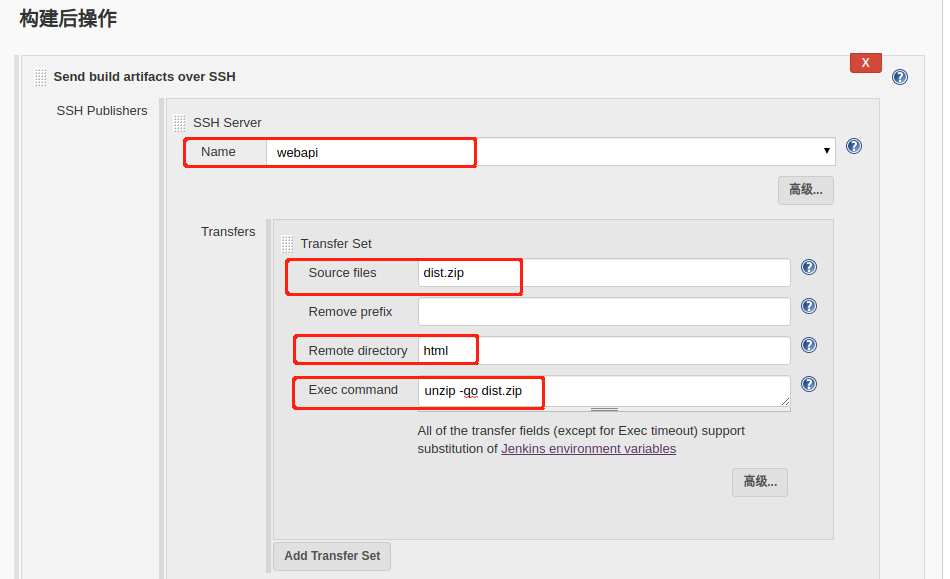 构建后操作
X
Send build artifacts over SSH
SSH Publishers
SSH Server
Name webapi
高级...
Transfers
Transfer Set
Source files dist.zip
Remove prefix
Remote directory html
Exec command unzip -go dist.zip
All of the transfer fields (except for Exec timeout) support
substitution of Jenkins environment variables
高级...
Add Transfer Set